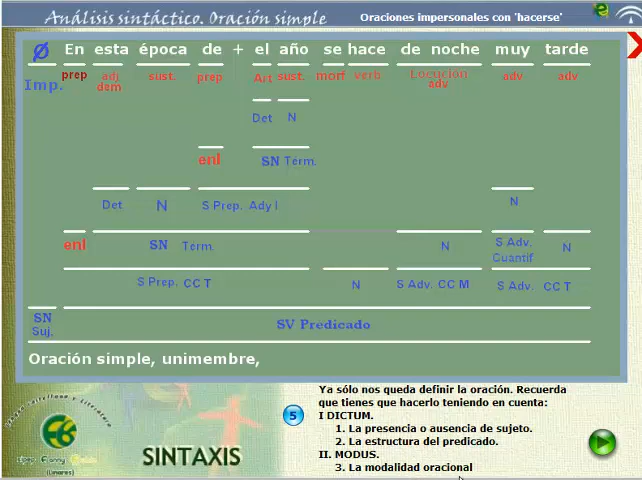 Análisis sintáctico. Oración simple
Oraciones impersonales con 'hacerse'
Ø En esta época de + el año se hace de noche muy tarde
Imp. prep adj dem sust. prep Art sust. morf verb Locución adv adv adv
Det N
enl SN Term.
Det N S Prep. Ady N
enl SN Term. N S Adv. Cuantif N
S Prep. CC T N S Adv. CC M S Adv. CC T
SN Suj. SV Predicado
Oración simple, unimembre,
Ya sólo nos queda definir la oración. Recuerda
que tienes que hacerlo teniendo en cuenta:
I DICTUM.
1. La presencia o ausencia de sujeto.
2. La estructura del predicado.
II. MODUS.
3. La modalidad oracional
5
SINTAXIS
(Linares)